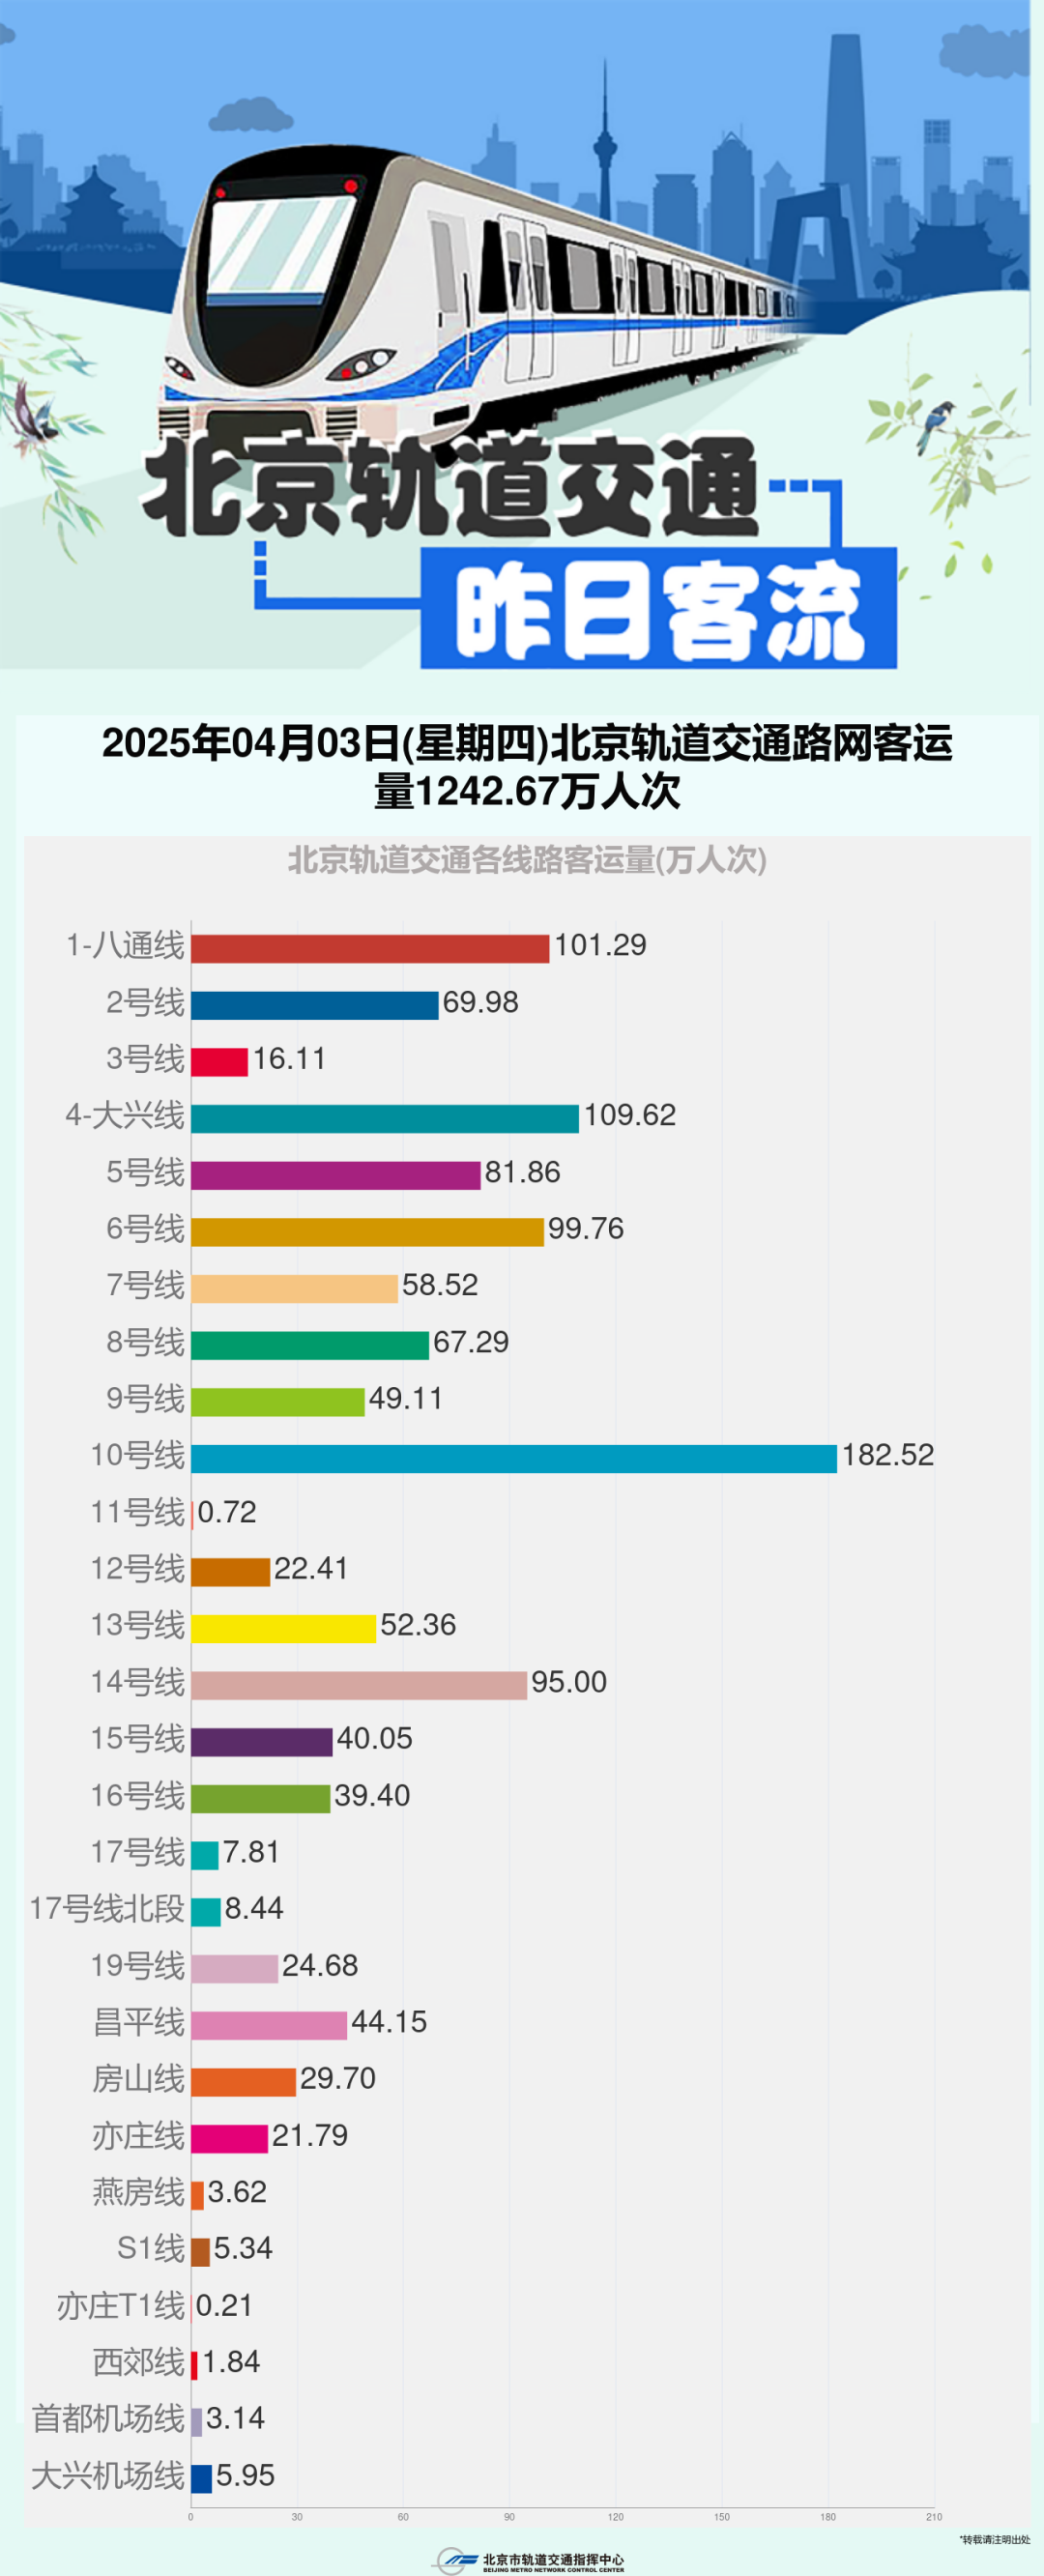 北京轨道交通
昨日客流
2025年04月03日(星期四)北京轨道交通路网客运
量1242.67万人次
北京轨道交通各线路客运量(万人次)
1-八通线 101.29
2号线 69.98
3号线 16.11
4-大兴线 109.62
5号线 81.86
6号线 99.76
7号线 58.52
8号线 67.29
9号线 49.11
10号线 182.52
11号线 0.72
12号线 22.41
13号线 52.36
14号线 95.00
15号线 40.05
16号线 39.40
17号线 7.81
17号线北段 8.44
19号线 24.68
昌平线 44.15
房山线 29.70
亦庄线 21.79
燕房线 3.62
S1线 5.34
亦庄T1线 0.21
西郊线 1.84
首都机场线 3.14
大兴机场线 5.95
0 30 60 90 120 150 180 210
*转载请注明出处
北京市轨道交通指挥中心
BEIJING METRO NETWORK CONTROL CENTER